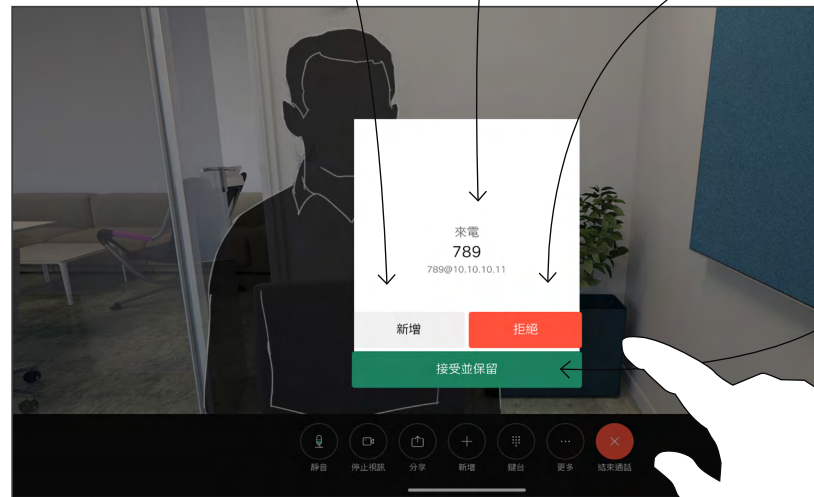 來電
789
789@10.10.10.11
新增
拒絕
接受並保留
靜音
停止視訊
分享
新增
鍵台
更多
結束通話